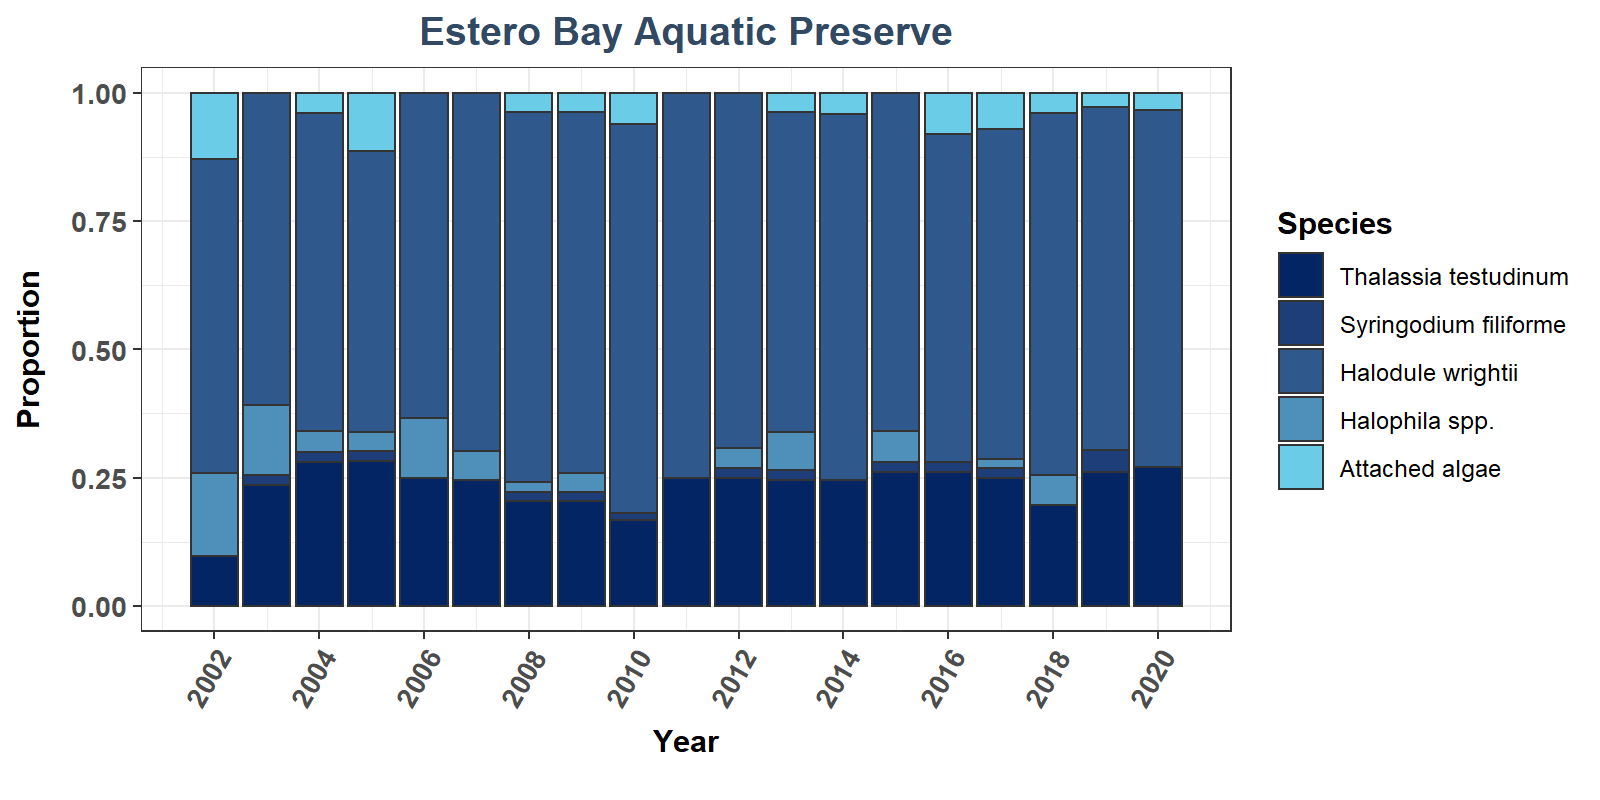 Estero Bay Aquatic Preserve
1.00
0.75
0.50
0.25
0.00
Proportion
2002
2004
2006
2008
2010
2012
2014
2016
2018
2020
Year
Species
Thalassia testudinum
Syringodium filiforme
Halodule wrightii
Halophila spp.
Attached algae